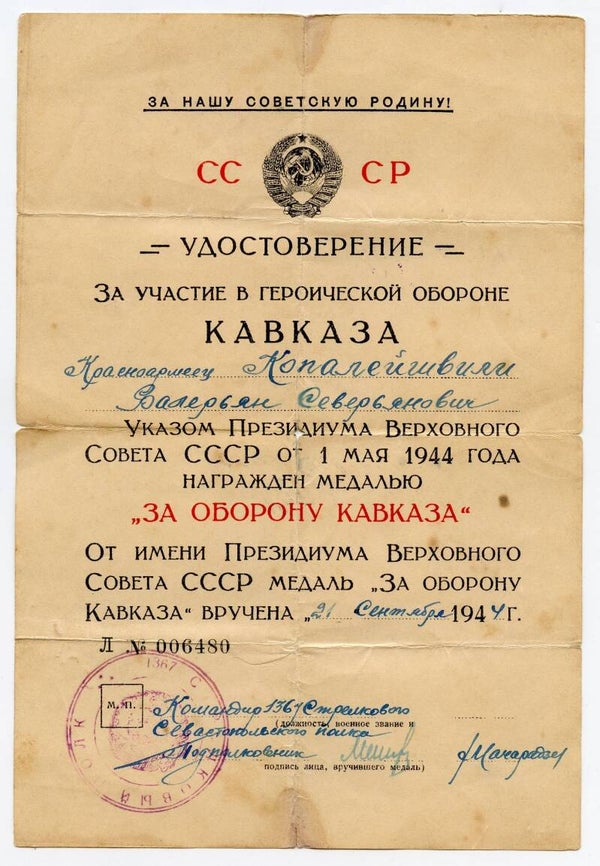 ЗА НАШУ СОВЕТСКУЮ РОДИНУ!
СС СР
УДОСТОВЕРЕНИЕ
ЗА УЧАСТИЕ В ГЕРОИЧЕСКОЙ ОБОРОНЕ
КАВКАЗА
Красноармеец Копалейшвили
Валерьян Северьянович
УКАЗОМ ПРЕЗИДИУМА ВЕРХОВНОГО
СОВЕТА СССР ОТ 1 МАЯ 1944 ГОДА
НАГРАЖДЕН МЕДАЛЬЮ
„ЗА ОБОРОНУ КАВКАЗА“
ОТ ИМЕНИ ПРЕЗИДИУМА ВЕРХОВНОГО
СОВЕТА СССР МЕДАЛЬ „ЗА ОБОРОНУ
КАВКАЗА“ ВРУЧЕНА „21 Сентября 1944 Г.
Л № 006480
1367
М.П.
Командир 1367 Стрелкового
(должность, военное звание и
Севастопольского полка
Подполковник Мачарадзе
подпись лица, вручившего медаль)